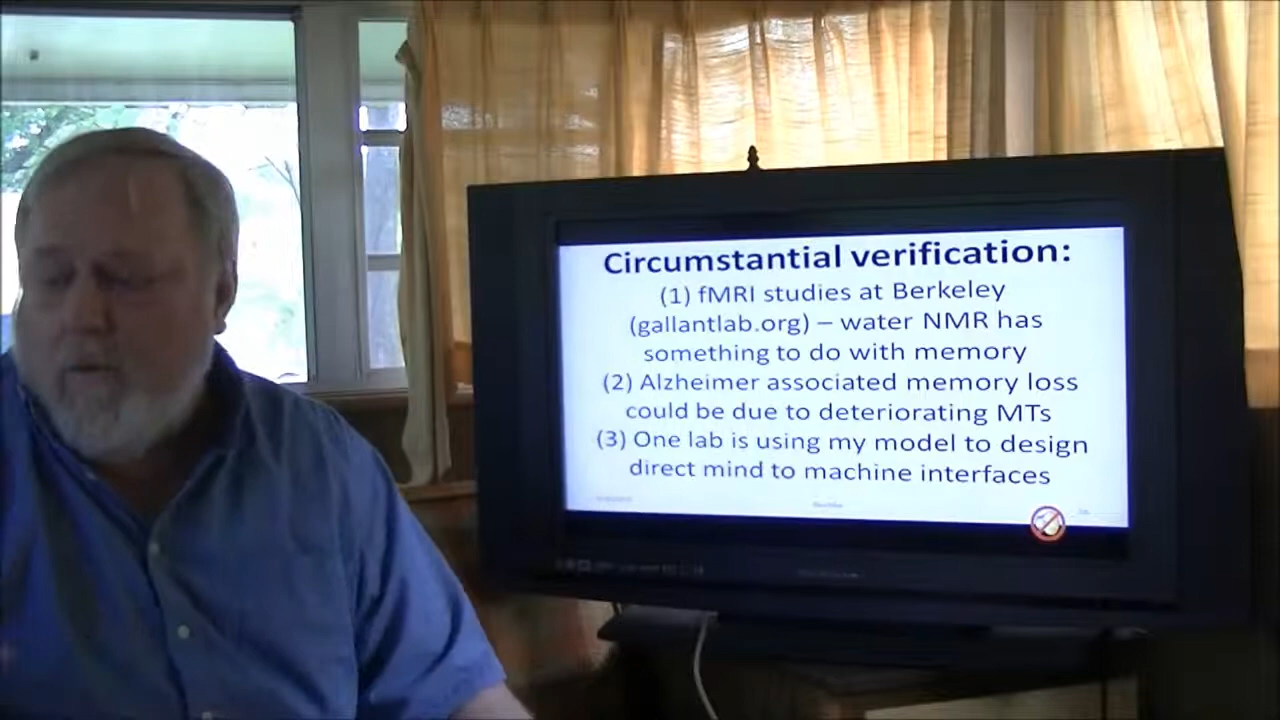 Circumstantial verification:
(1) fMRI studies at Berkeley
(gallantlab.org) – water NMR has
something to do with memory
(2) Alzheimer associated memory loss
could be due to deteriorating MTs
(3) One lab is using my model to design
direct mind to machine interfaces